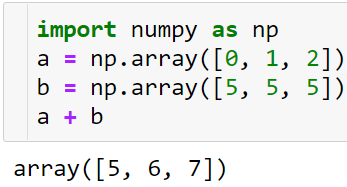 import numpy as np
a = np.array([0, 1, 2])
b = np.array([5, 5, 5])
a + b
array([5, 6, 7])